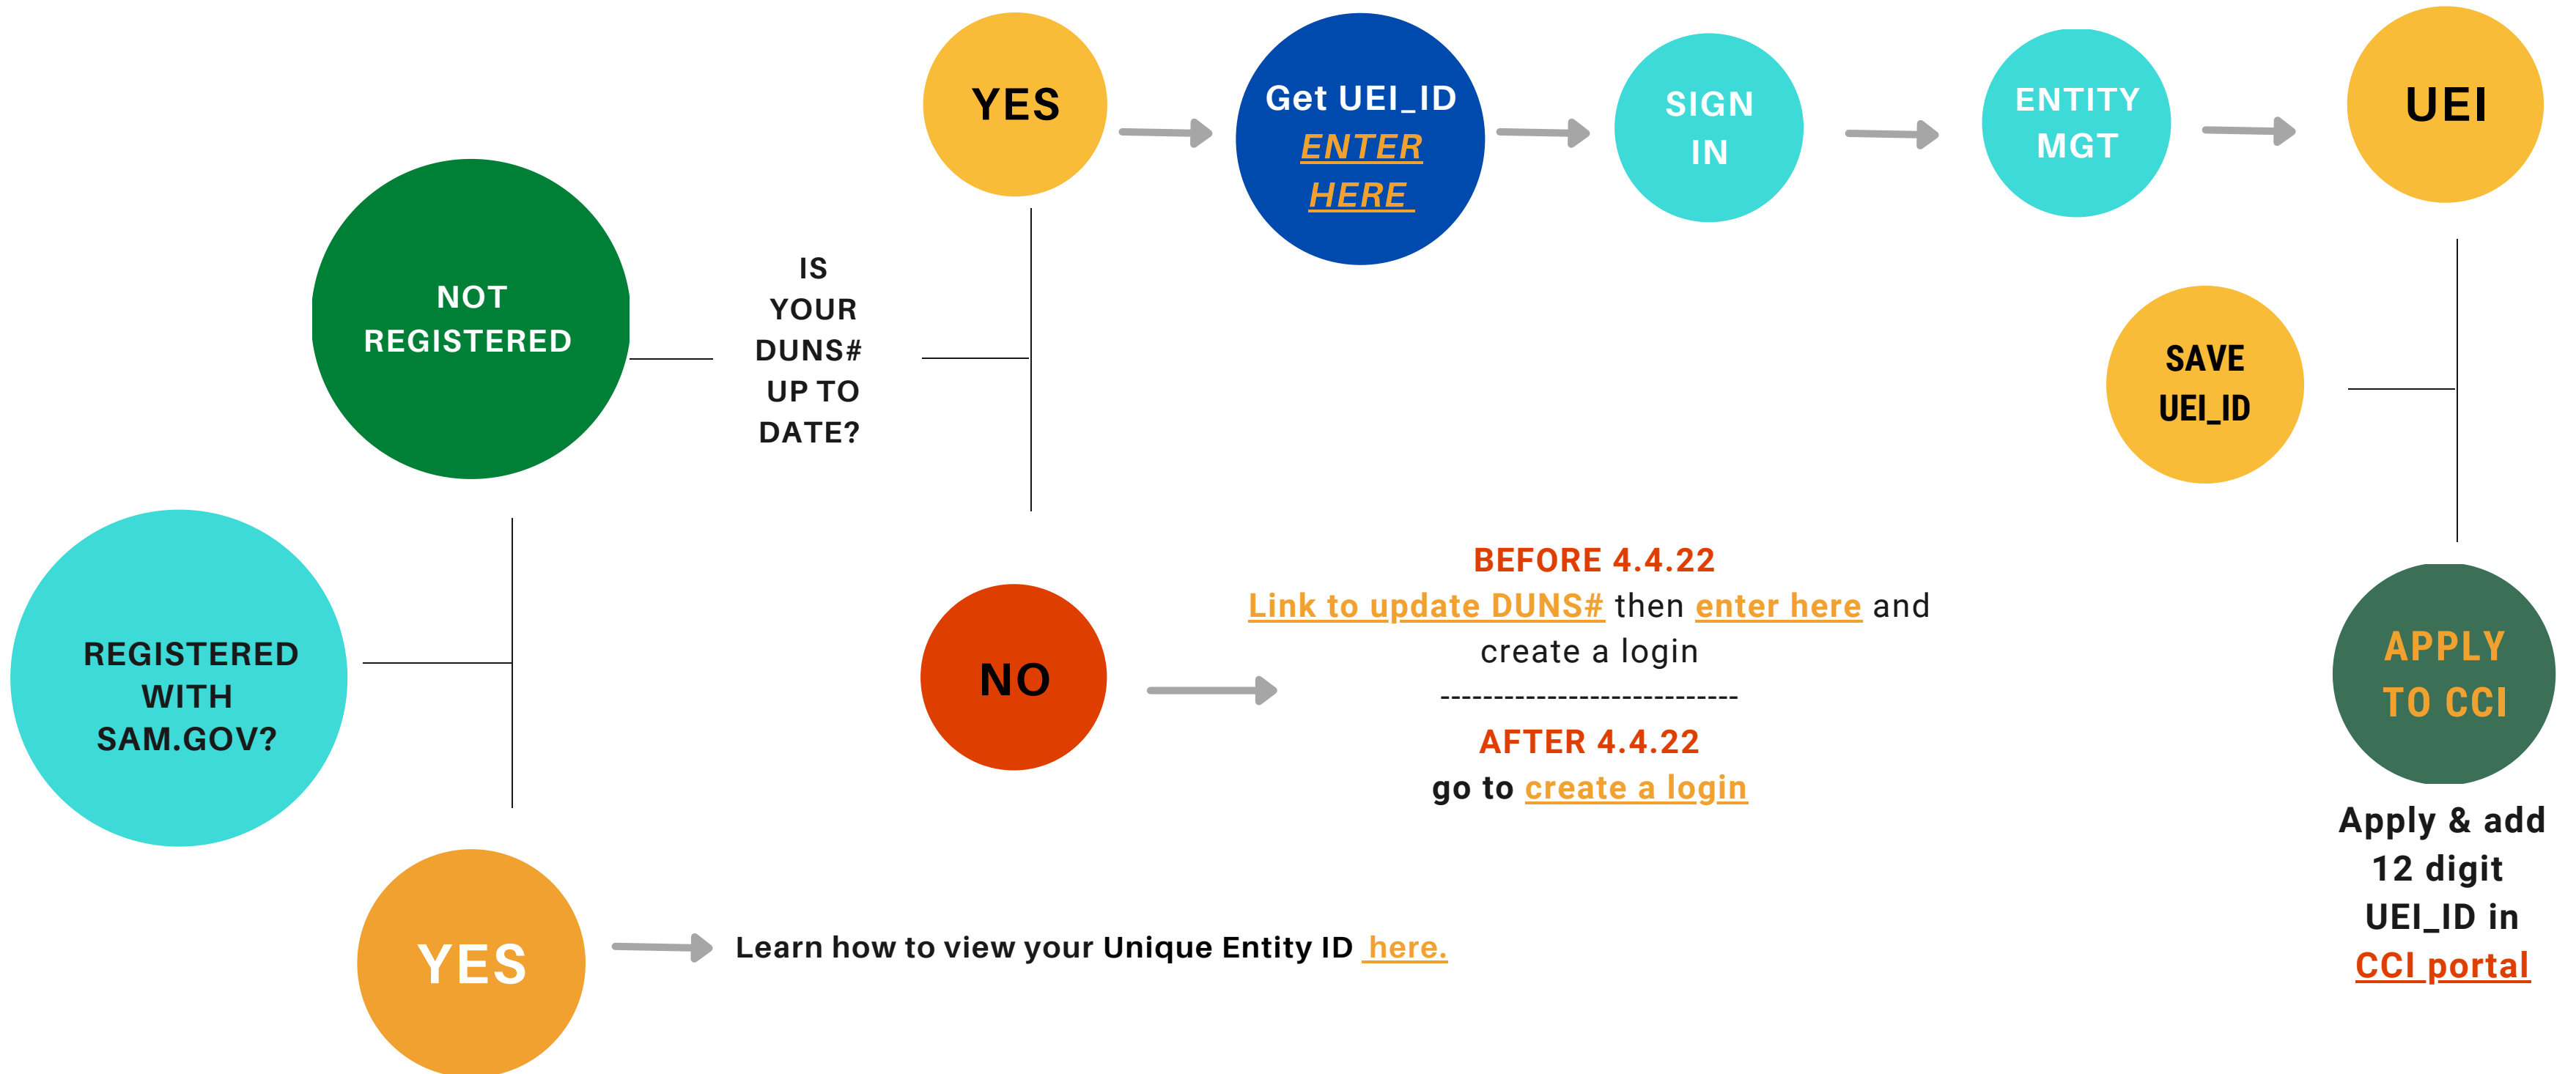 REGISTERED
WITH
SAM.GOV?
NOT
REGISTERED
IS
YOUR
DUNS#
UP TO
DATE?
YES
Get UEI_ID
ENTER
HERE
SIGN
IN
ENTITY
MGT
UEI
SAVE
UEI_ID
APPLY
TO CCI
Apply & add
12 digit
UEI_ID in
CCI portal
NO
BEFORE 4.4.22
Link to update DUNS# then enter here and
create a login
----------------------------
AFTER 4.4.22
go to create a login
YES
Learn how to view your Unique Entity ID here.